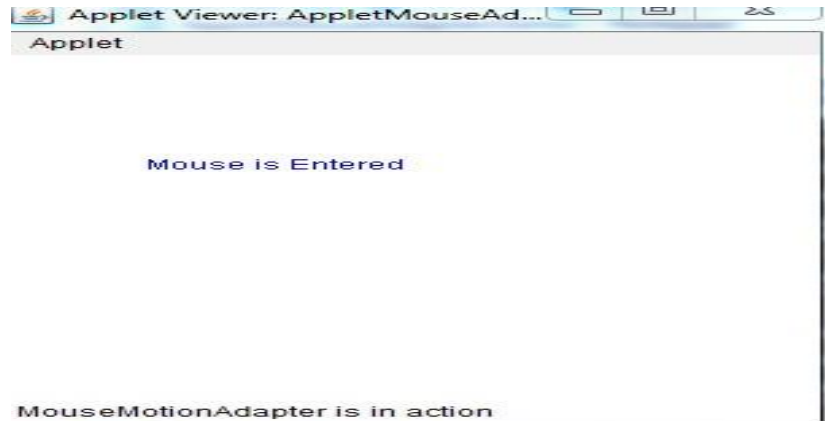 Applet Viewer: AppletMouseAd...
Applet
Mouse is Entered
MouseMotionAdapter is in action